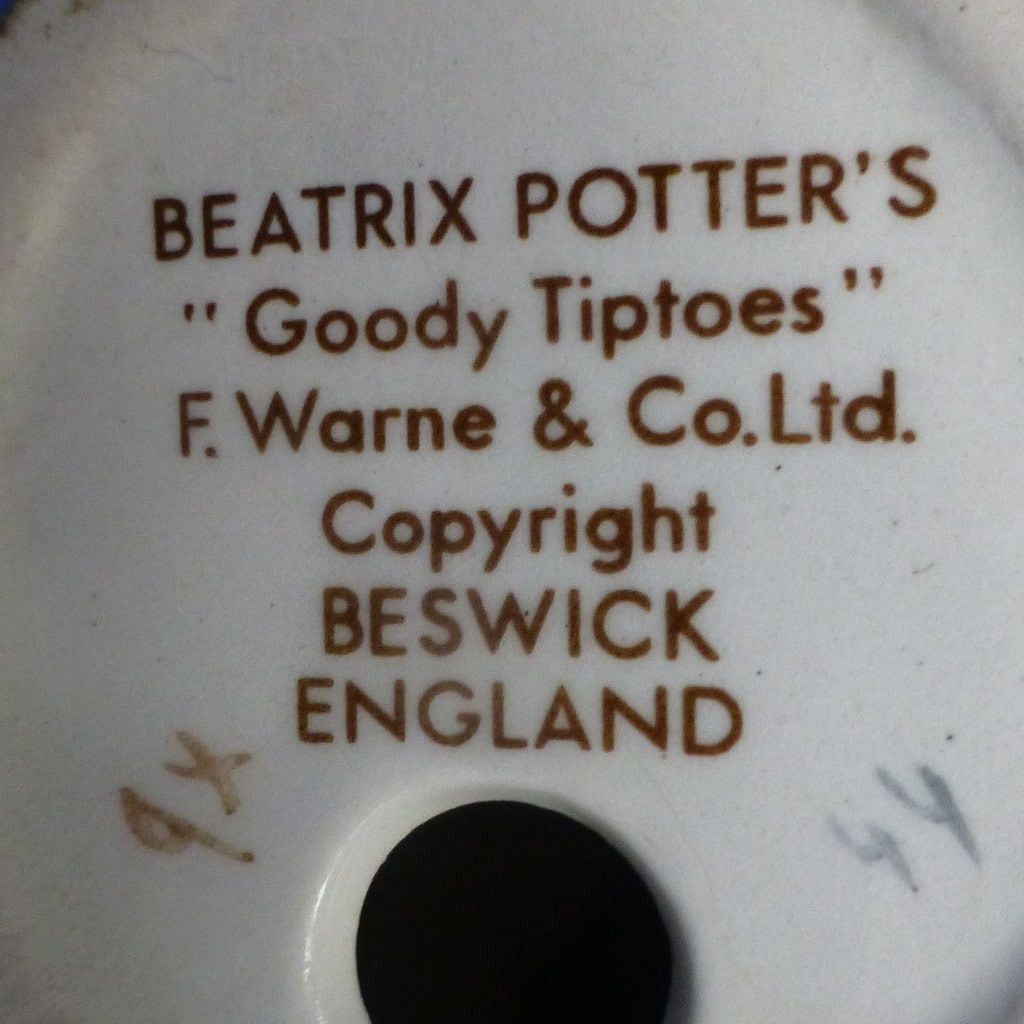 BEATRIX POTTER'S
"Goody Tiptoes"
F. Warne & Co. Ltd.
Copyright
BESWICK
ENGLAND